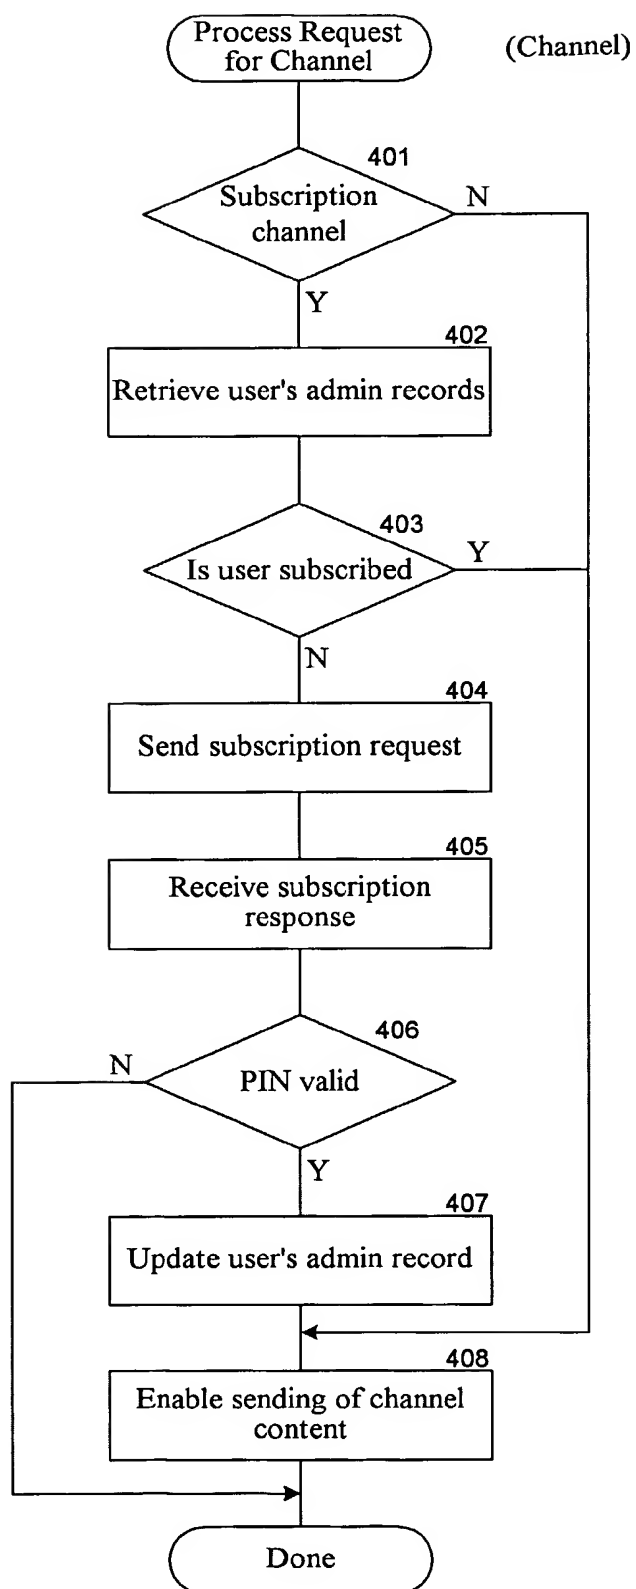 Process Request
for Channel
(Channel)
401
Subscription
channel
N
Y
402
Retrieve user's admin records
403
Is user subscribed
Y
N
404
Send subscription request
405
Receive subscription
response
406
N
PIN valid
Y
407
Update user's admin record
408
Enable sending of channel
content
Done